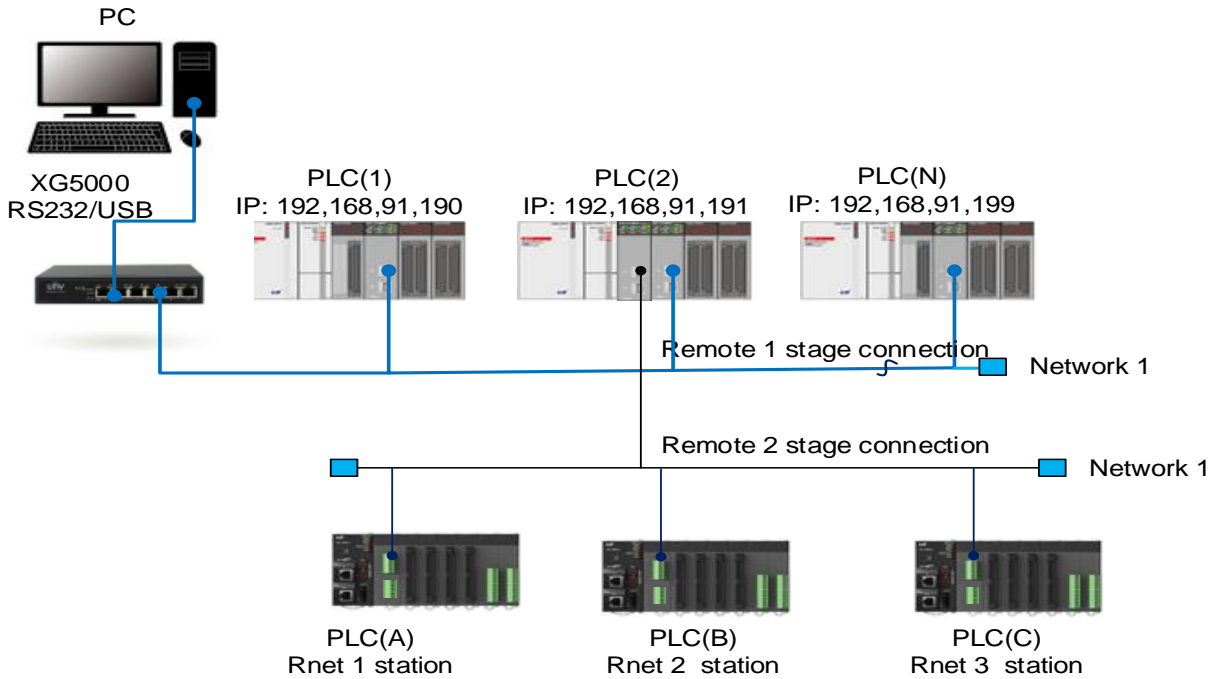 PC
XG5000
RS232/USB
PLC(1)
IP: 192,168,91,190
PLC(2)
IP: 192,168,91,191
PLC(N)
IP: 192,168,91,199
unv
Remote 1 stage connection
Network 1
Remote 2 stage connection
Network 1
PLC(A)
Rnet 1 station
PLC(B)
Rnet 2 station
PLC(C)
Rnet 3 station